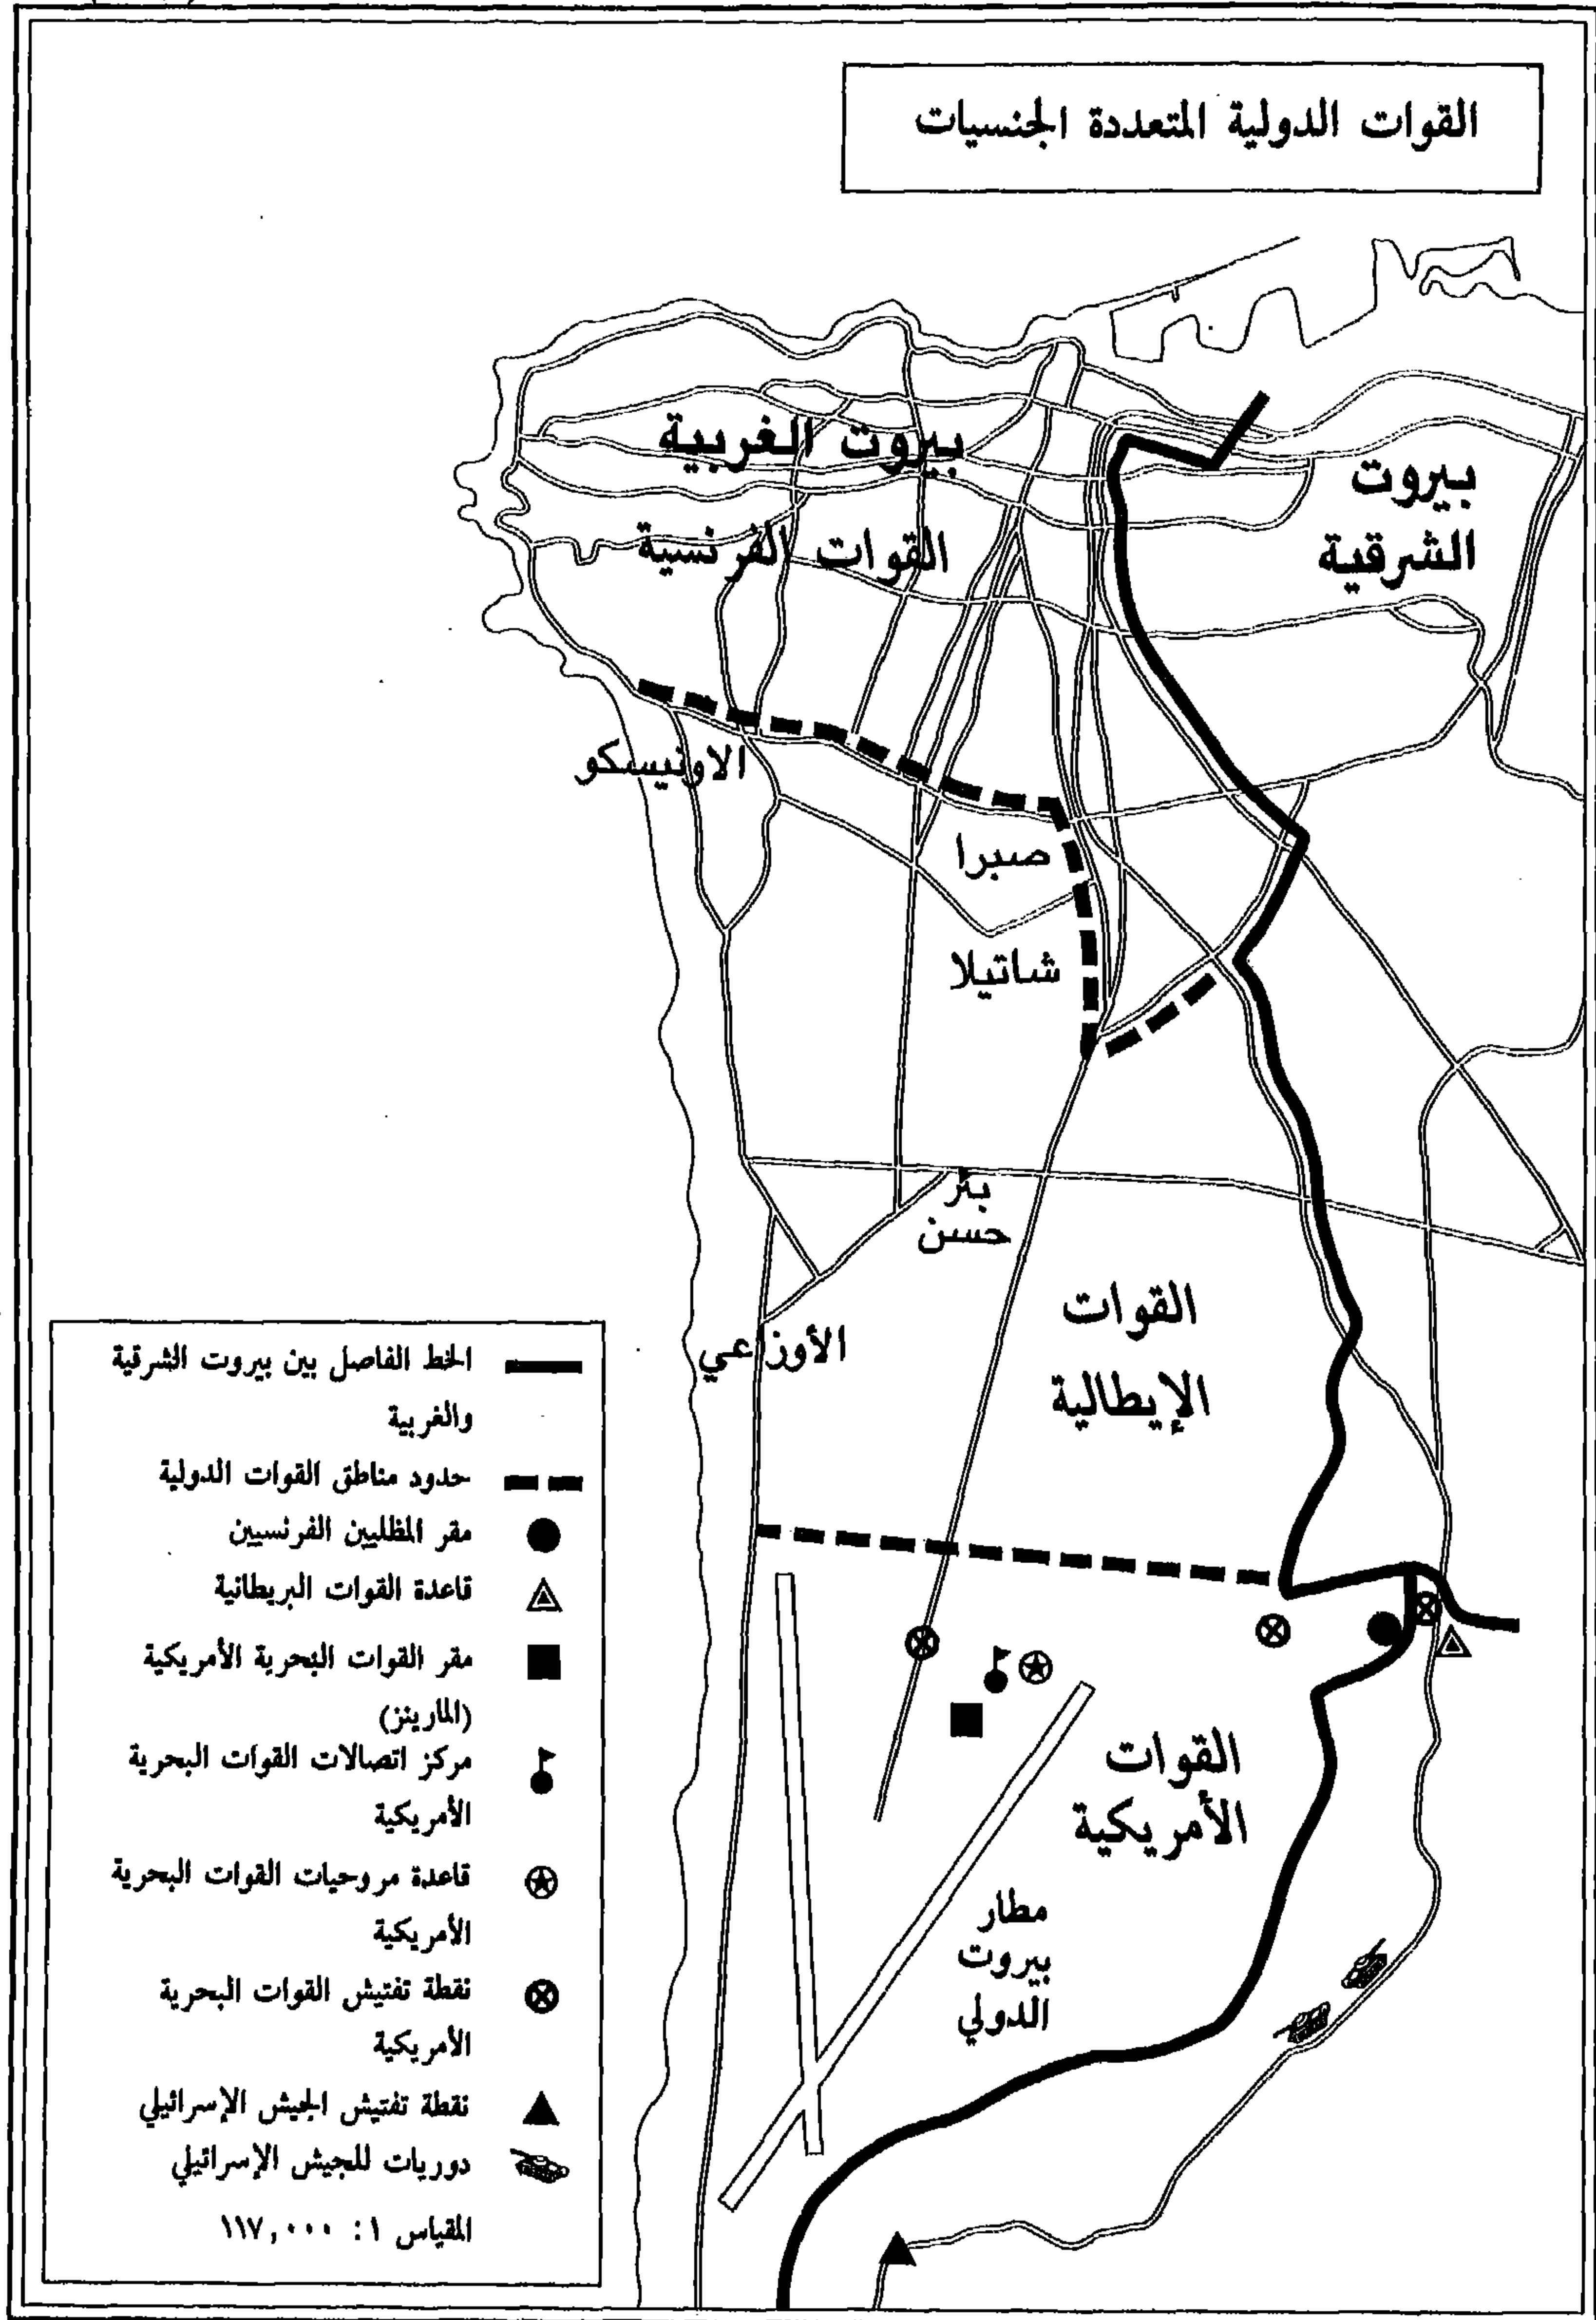 القوات الدولية المتعددة الجنسيات
بيروت الغربية
بيروت
الشرقية
القوات الفرنسية
الاونيسكو
صبرا
شاتيلا
بئر
حسن
القوات
الإيطالية
الأوزاعي
القوات
الأمريكية
مطار
بيروت
الدولي
الخط الفاصل بين بيروت الشرقية
والغربية
حدود مناطق القوات الدولية
مقر المظليين الفرنسيين
قاعدة القوات البريطانية
مقر القوات البحرية الأمريكية
(المارينز)
مركز اتصالات القوات البحرية
الأمريكية
قاعدة مروحيات القوات البحرية
الأمريكية
نقطة تفتيش القوات البحرية
الأمريكية
نقطة تفتيش الجيش الإسرائيلي
دوريات للجيش الإسرائيلي
المقياس ١: ١١٧,٠٠٠